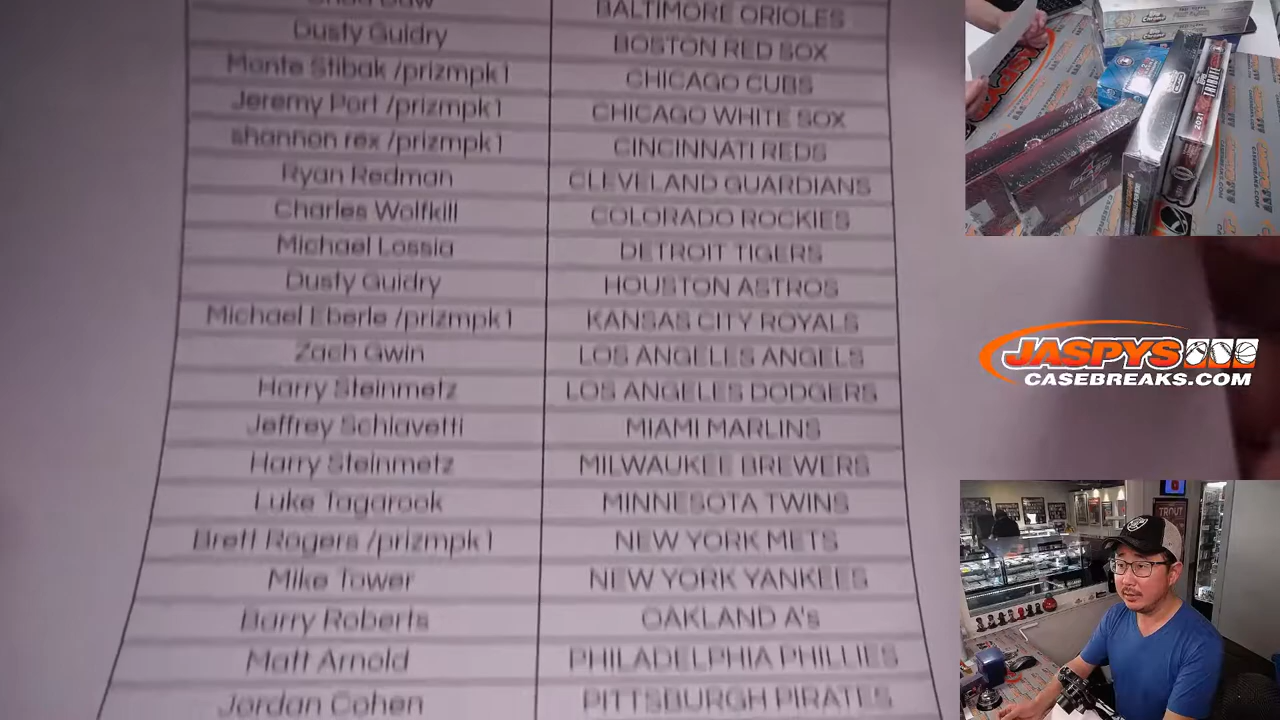 BALTIMORE ORIOLES
Dusty Guidry BOSTON RED SOX
Monte Stibak /prizmpk1 CHICAGO CUBS
Jeremy Port /prizmpk1 CHICAGO WHITE SOX
shannon rex /prizmpk1 CINCINNATI REDS
Ryan Redman CLEVELAND GUARDIANS
Charles Wolfkill COLORADO ROCKIES
Michael Lossia DETROIT TIGERS
Dusty Guidry HOUSTON ASTROS
Michael Eberle /prizmpk1 KANSAS CITY ROYALS
Zach Gwin LOS ANGELES ANGELS
Harry Steinmetz LOS ANGELES DODGERS
Jeffrey Schiavetti MIAMI MARLINS
Harry Steinmetz MILWAUKEE BREWERS
Luke Tagarook MINNESOTA TWINS
Brett Rogers /prizmpk1 NEW YORK METS
Mike Tower NEW YORK YANKEES
Barry Roberts OAKLAND A's
Matt Arnold PHILADELPHIA PHILLIES
Jordan Cohen PITTSBURGH PIRATES
JASPYS
CASEBREAKS.COM
TROUT